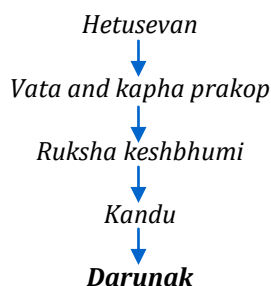 Hetusevan
Vata and kapha prakop
Ruksha keshbhumi
Kandu
Darunak